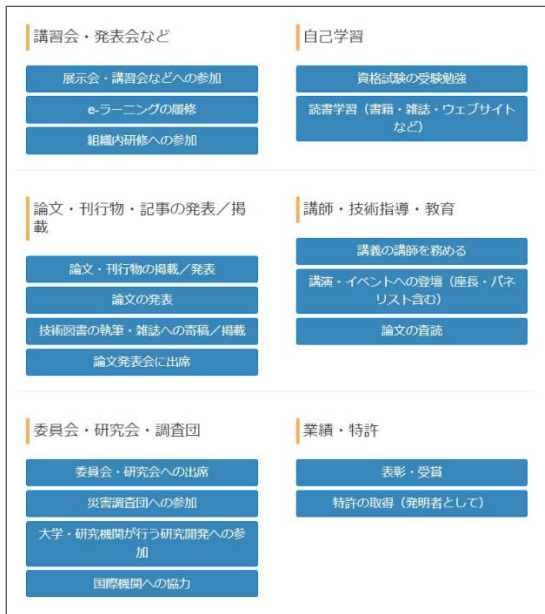 講習会・発表会など
展示会・講習会などへの参加
e-ラーニングの履修
組織内研修への参加
自己学習
資格試験の受験勉強
読書学習（書籍・雑誌・ウェブサイト
など）
論文・刊行物・記事の発表／掲
載
論文・刊行物の掲載／発表
論文の発表
技術図書の執筆・雑誌への寄稿／掲載
論文発表会に出席
講師・技術指導・教育
講義の講師を務める
講演・イベントへの登壇（座長・パネ
リスト含む）
論文の査読
委員会・研究会・調査団
委員会・研究会への出席
災害調査団への参加
大学・研究機関が行う研究開発への参
加
国際機関への協力
業績・特許
表彰・受賞
特許の取得（発明者として）